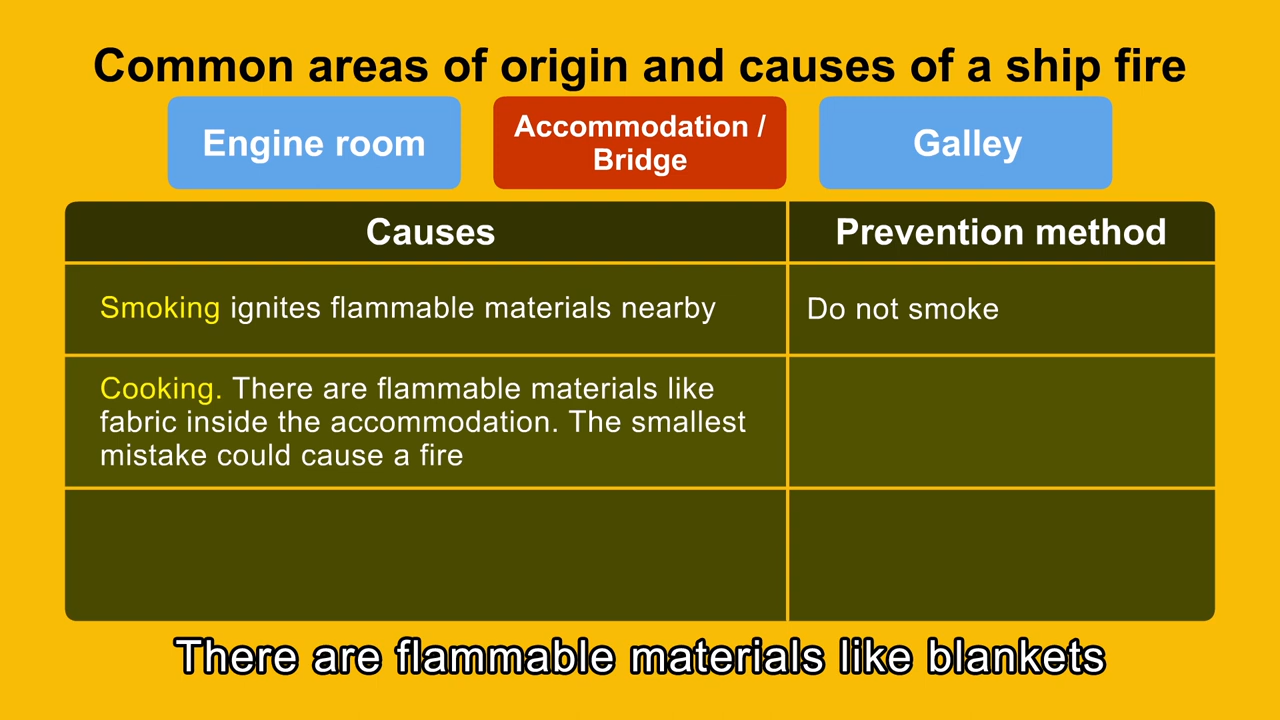 Common areas of origin and causes of a ship fire
Engine room
Accommodation /
Bridge
Galley
Causes
Prevention method
Smoking ignites flammable materials nearby
Do not smoke
Cooking. There are flammable materials like
fabric inside the accommodation. The smallest
mistake could cause a fire
There are flammable materials like blankets